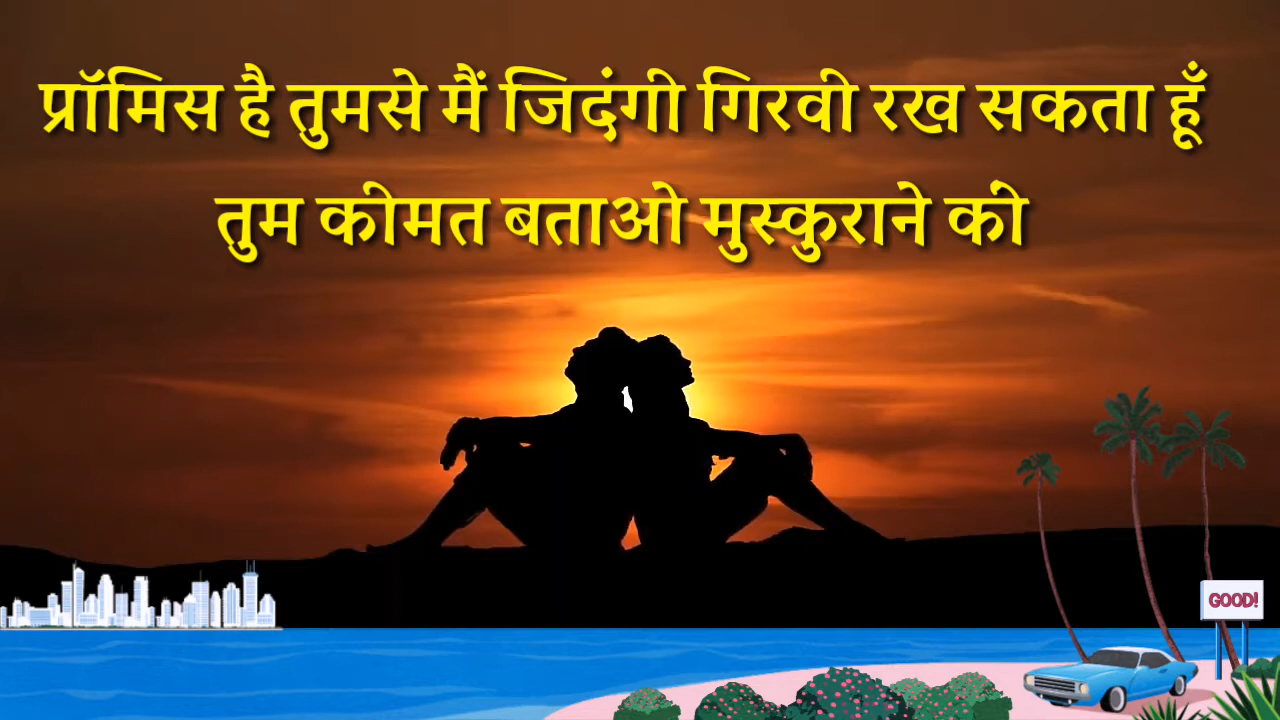 प्रॉमिस है तुमसे मैं जिदंगी गिरवी रख सकता हूँ
तुम कीमत बताओ मुस्कुराने की
GOOD!